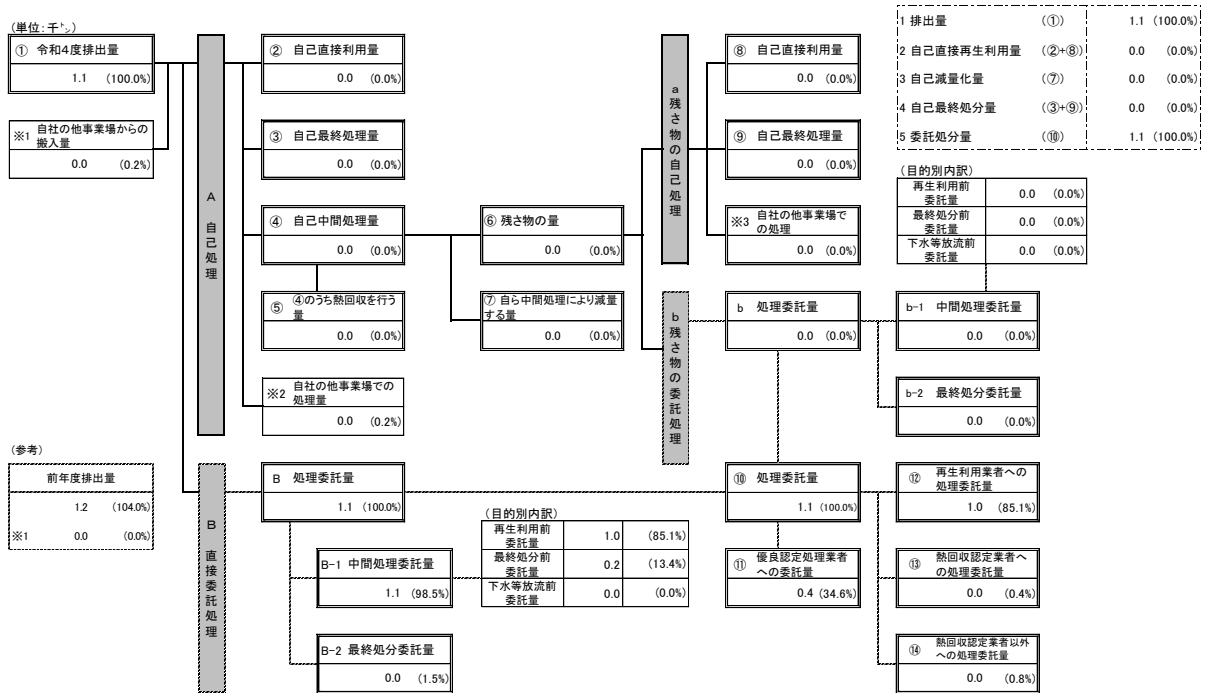 (単位:千㌧)
① 令和4度排出量
1.1 (100.0%)
※1 自社の他事業場からの
搬入量
0.0 (0.2%)
A 自己処理
② 自己直接利用量
0.0 (0.0%)
③ 自己最終処理量
0.0 (0.0%)
④ 自己中間処理量
0.0 (0.0%)
⑤ ④のうち熱回収を行う
量
0.0 (0.0%)
※2 自社の他事業場での
処理量
0.0 (0.2%)
⑥ 残さ物の量
0.0 (0.0%)
⑦ 自ら中間処理により減量
する量
0.0 (0.0%)
a 残さ物の自己処理
⑧ 自己直接利用量
0.0 (0.0%)
⑨ 自己最終処理量
0.0 (0.0%)
※3 自社の他事業場で
の処理
0.0 (0.0%)
b 残さ物の委託処理
b 処理委託量
0.0 (0.0%)
1 排出量 (①) 1.1 (100.0%)
2 自己直接再生利用量 (②+⑧) 0.0 (0.0%)
3 自己減量化量 (⑦) 0.0 (0.0%)
4 自己最終処分量 (③+⑨) 0.0 (0.0%)
5 委託処分量 (⑩) 1.1 (100.0%)
(目的別内訳)
再生利用前
委託量 0.0 (0.0%)
最終処分前
委託量 0.0 (0.0%)
下水等放流前
委託量 0.0 (0.0%)
b-1 中間処理委託量
0.0 (0.0%)
b-2 最終処分委託量
0.0 (0.0%)
(参考)
前年度排出量
1.2 (104.0%)
※1 0.0 (0.0%)
B 直接委託処理
B 処理委託量
1.1 (100.0%)
B-1 中間処理委託量
1.1 (98.5%)
B-2 最終処分委託量
0.0 (1.5%)
(目的別内訳)
再生利用前
委託量 1.0 (85.1%)
最終処分前
委託量 0.2 (13.4%)
下水等放流前
委託量 0.0 (0.0%)
⑩ 処理委託量
1.1 (100.0%)
⑪ 優良認定処理業者
への委託量
0.4 (34.6%)
⑫ 再生利用業者への
処理委託量
1.0 (85.1%)
⑬ 熱回収認定業者へ
の処理委託量
0.0 (0.4%)
⑭ 熱回収認定業者以外
への処理委託量
0.0 (0.8%)